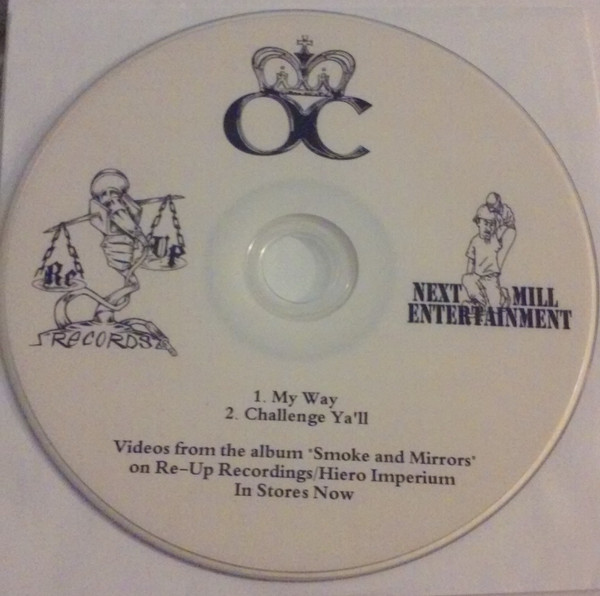 OC
Re UP
RECORDS
NEXT MILL
ENTERTAINMENT
1. My Way
2. Challenge Ya'll
Videos from the album "Smoke and Mirrors"
on Re-Up Recordings/Hiero Imperium
In Stores Now